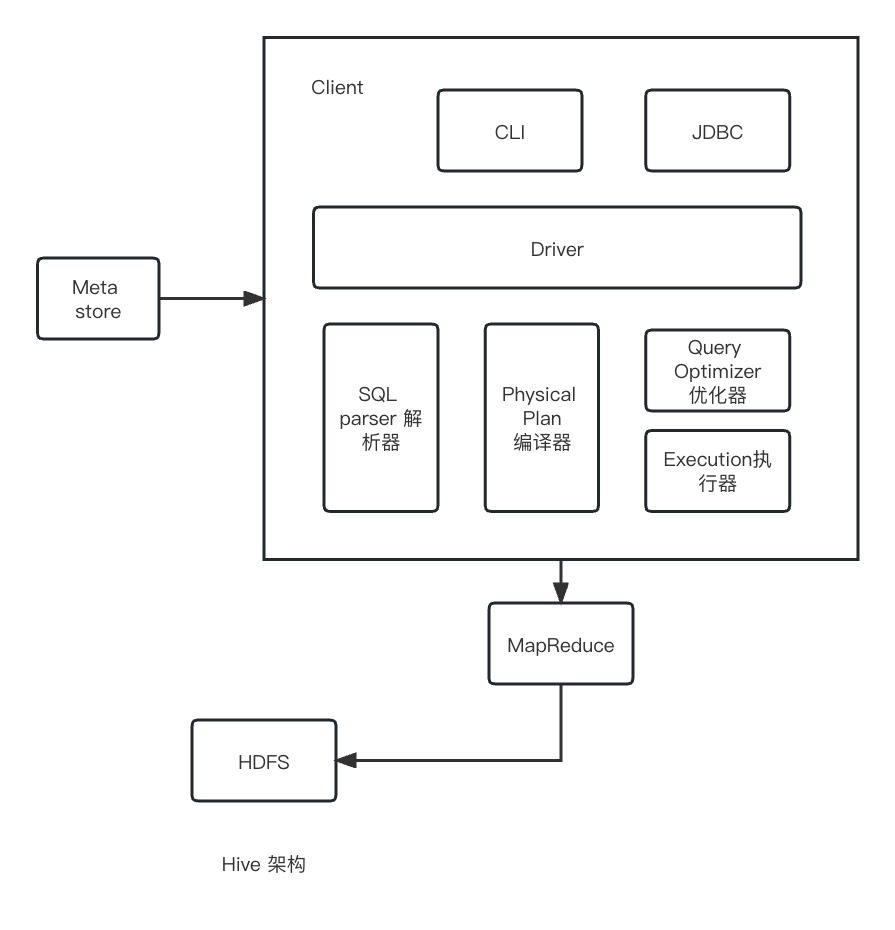 Client
CLI
JDBC
Driver
Meta
store
SQL
parser 解
析器
Physical
Plan
编译器
Query
Optimizer
优化器
Execution执
行器
MapReduce
HDFS
Hive 架构